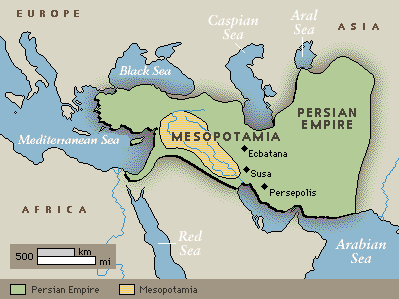 EUROPE
Caspian
Sea
Aral
Sea
ASIA
Black Sea
PERSIAN
EMPIRE
MESOPOTAMIA
Mediterranean Sea
Ecbatana
Susa
Persepolis
AFRICA
Red
Sea
Arabian
Sea
500
km
mi
Persian Empire
Mesopotamia